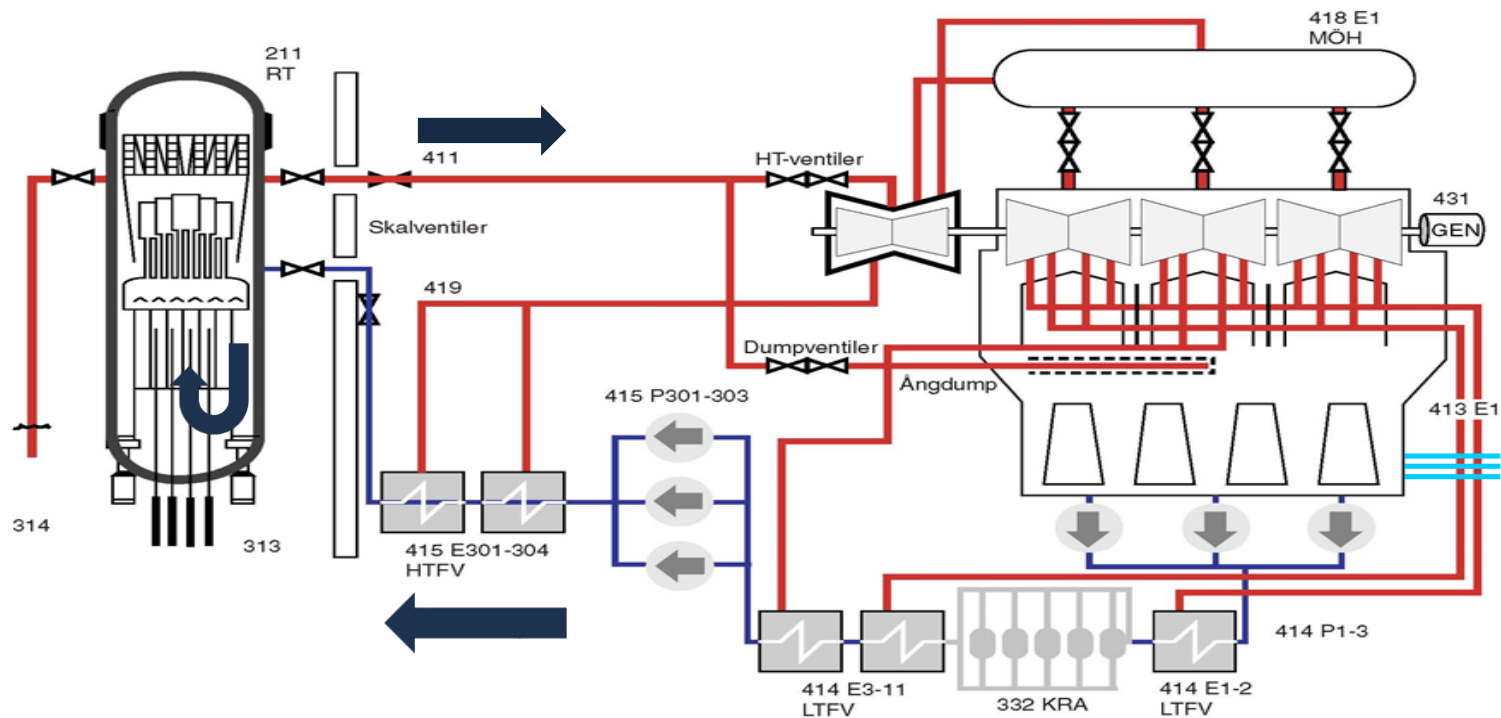 418 E1
MÖH
211
RT
411
HT-ventiler
431
GEN
Skalventiler
419
Dumpventiler
Ångdump
415 P301-303
413 E1
314
313
415 E301-304
HTFV
414 P1-3
414 E3-11
LTFV
332 KRA
414 E1-2
LTFV